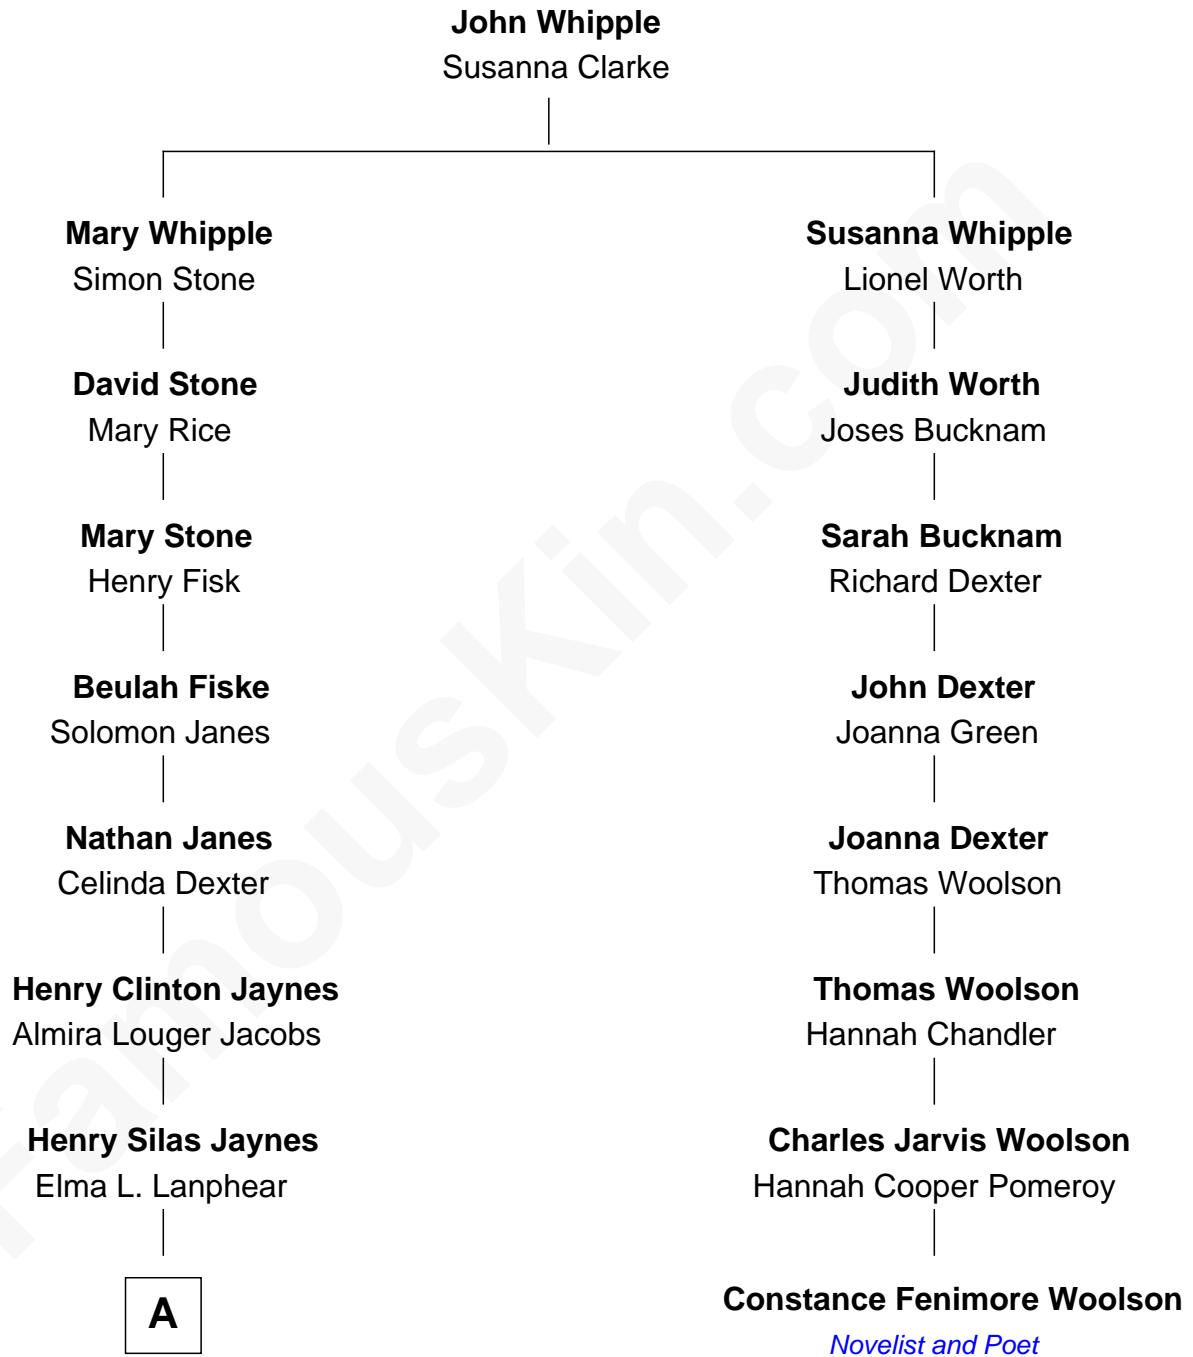 John Whipple
Susanna Clarke
Mary Whipple
Simon Stone
Susanna Whipple
Lionel Worth
David Stone
Mary Rice
Judith Worth
Joses Bucknam
Mary Stone
Henry Fisk
Sarah Bucknam
Richard Dexter
Beulah Fiske
Solomon Janes
John Dexter
Joanna Green
Nathan Janes
Celinda Dexter
Joanna Dexter
Thomas Woolson
Henry Clinton Jaynes
Almira Louger Jacobs
Thomas Woolson
Hannah Chandler
Henry Silas Jaynes
Elma L. Lanphear
Charles Jarvis Woolson
Hannah Cooper Pomeroy
A
Constance Fenimore Woolson
Novelist and Poet
FamousKin.com